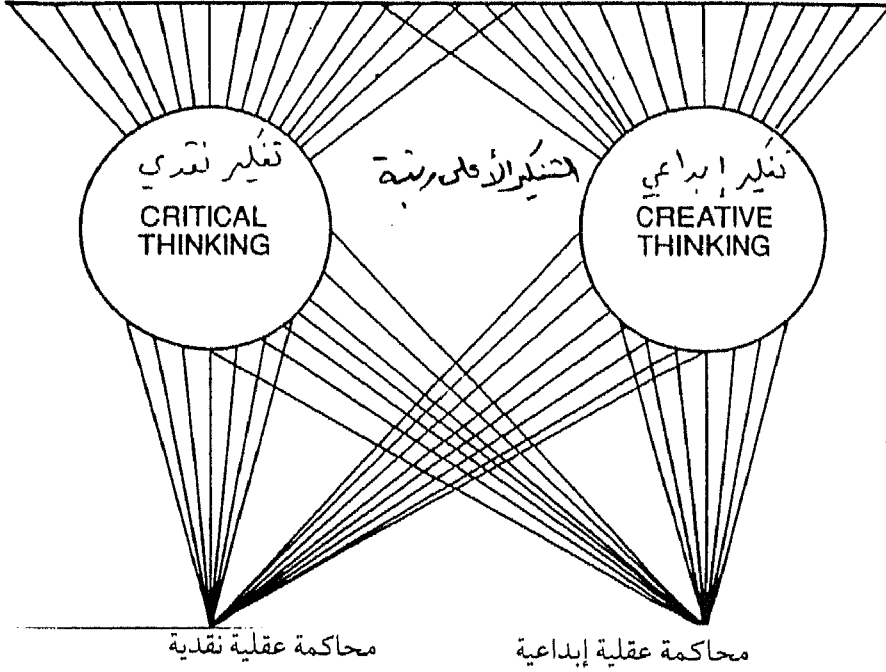 تفكير نقدي
CRITICAL
THINKING
التفكير الأعلى رتبة
تفكير إبداعي
CREATIVE
THINKING
محاكمة عقلية إبداعية
محاكمة عقلية نقدية